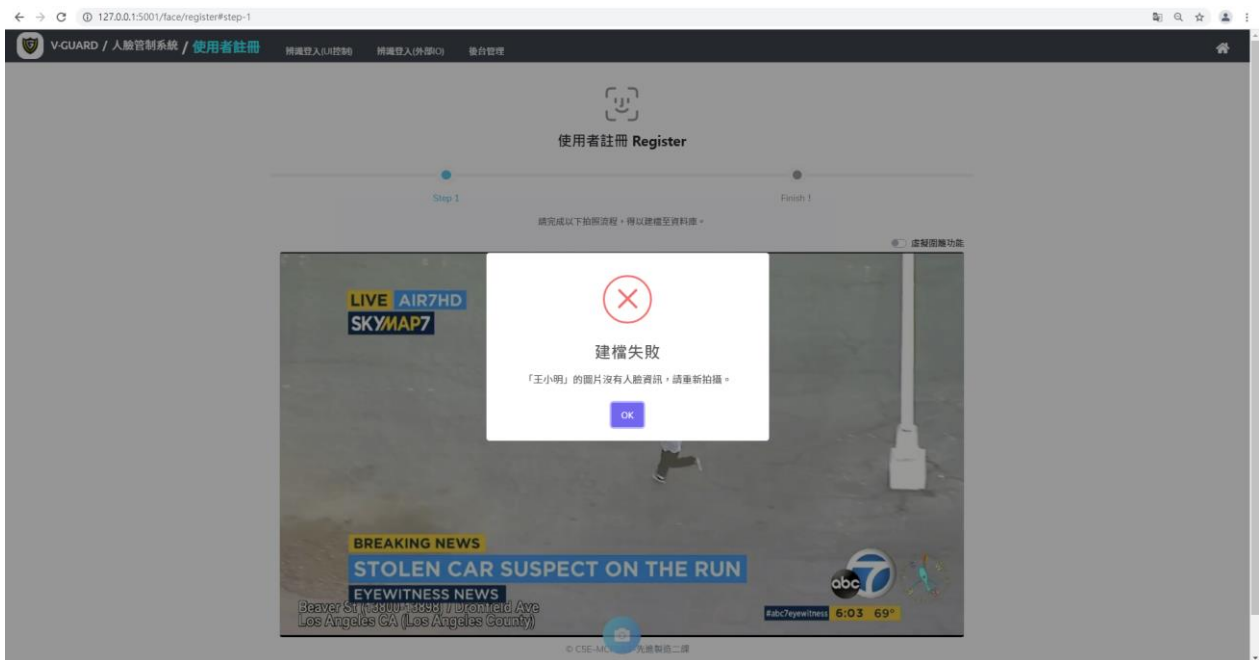 127.0.0.1:5001/face/register#step-1
V-GUARD / 人臉管制系統 / 使用者註冊 辨識登入(UI控制) 辨識登入(外部IO) 後台管理
使用者註冊 Register
Step 1
Finish !
請完成以下拍照流程，得以建檔至資料庫。
虛擬圍籬功能
LIVE AIR7HD
SKYMAP7
建檔失敗
「王小明」的圖片沒有人臉資訊，請重新拍攝。
OK
BREAKING NEWS
STOLEN CAR SUSPECT ON THE RUN
EYEWITNESS NEWS
Beaver St
Dronfield Ave
Los Angeles CA (Los Angeles County)
abc 7
#abc7eyewitness 6:03 69°
先進製造二課